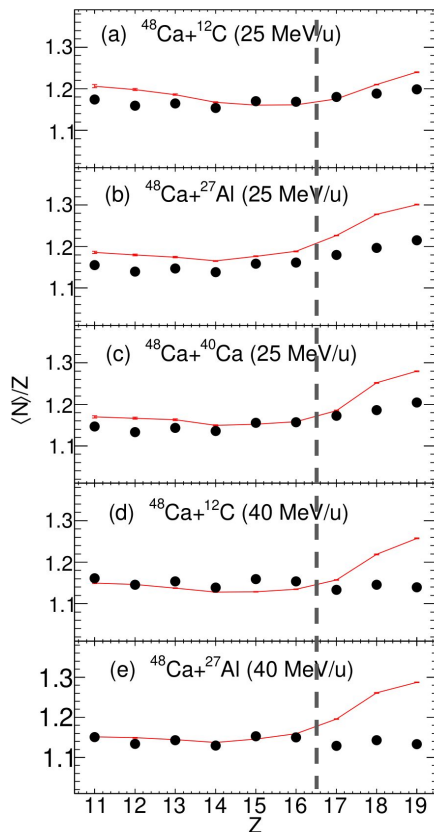 1.3
(a) ⁴⁸Ca+¹²C (25 MeV/u)
1.2
1.1
(b) ⁴⁸Ca+²⁷Al (25 MeV/u)
1.3
1.2
1.1
(c) ⁴⁸Ca+⁴⁰Ca (25 MeV/u)
1.3
⟨N⟩/Z
1.2
1.1
(d) ⁴⁸Ca+¹²C (40 MeV/u)
1.3
1.2
1.1
(e) ⁴⁸Ca+²⁷Al (40 MeV/u)
1.3
1.2
1.1
11 12 13 14 15 16 17 18 19
Z